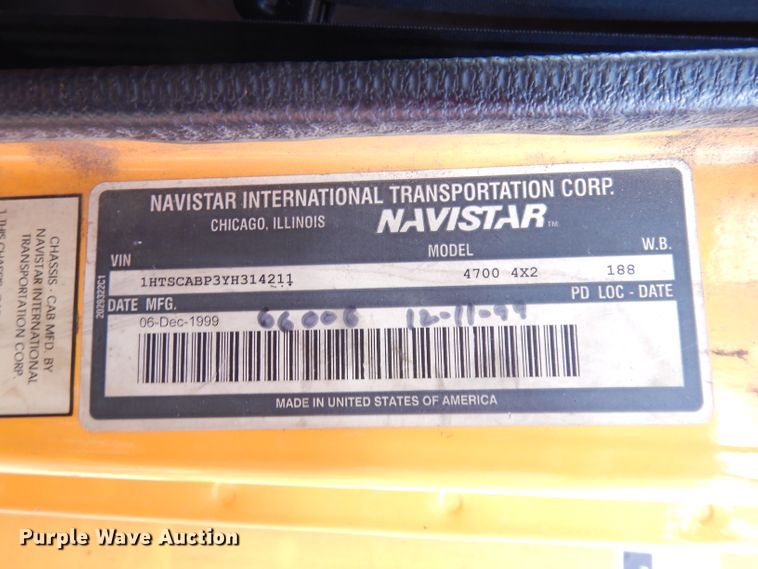 NAVISTAR INTERNATIONAL TRANSPORTATION CORP.
CHICAGO, ILLINOIS NAVISTAR TM
VIN MODEL W.B.
1HTSCABP3YH314211 4700 4X2 188
DATE MFG. PD LOC - DATE
06-Dec-1999 66006 12-11-99
MADE IN UNITED STATES OF AMERICA
2029322C1
CHASSIS - CAB MFD. BY
NAVISTAR INTERNATIONAL
TRANSPORTATION CORP.
Purple Wave Auction